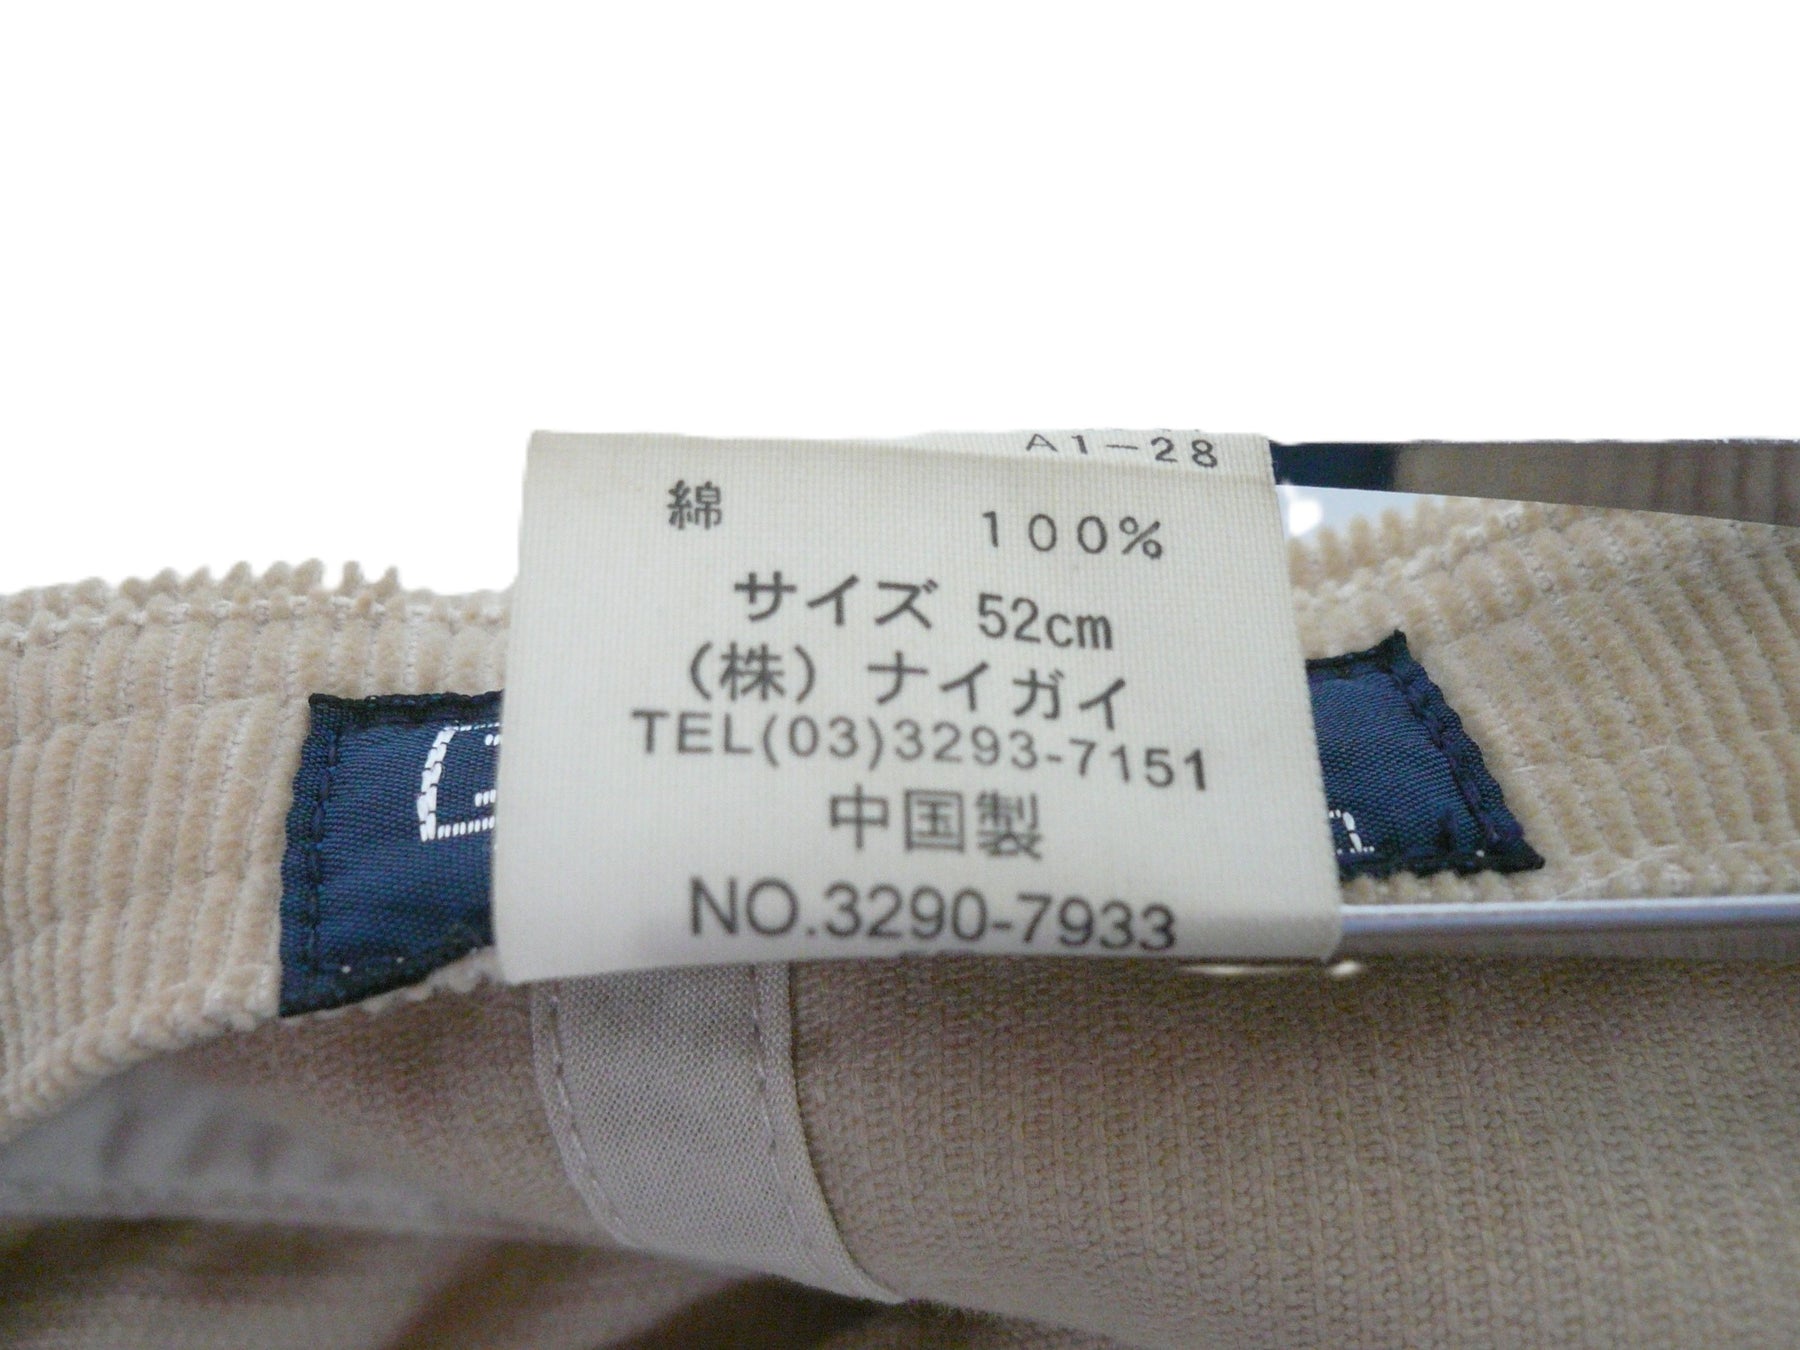 A1-28
綿 100%
サイズ 52cm
(株) ナイガイ
TEL(03)3293-7151
中国製
NO.3290-7933